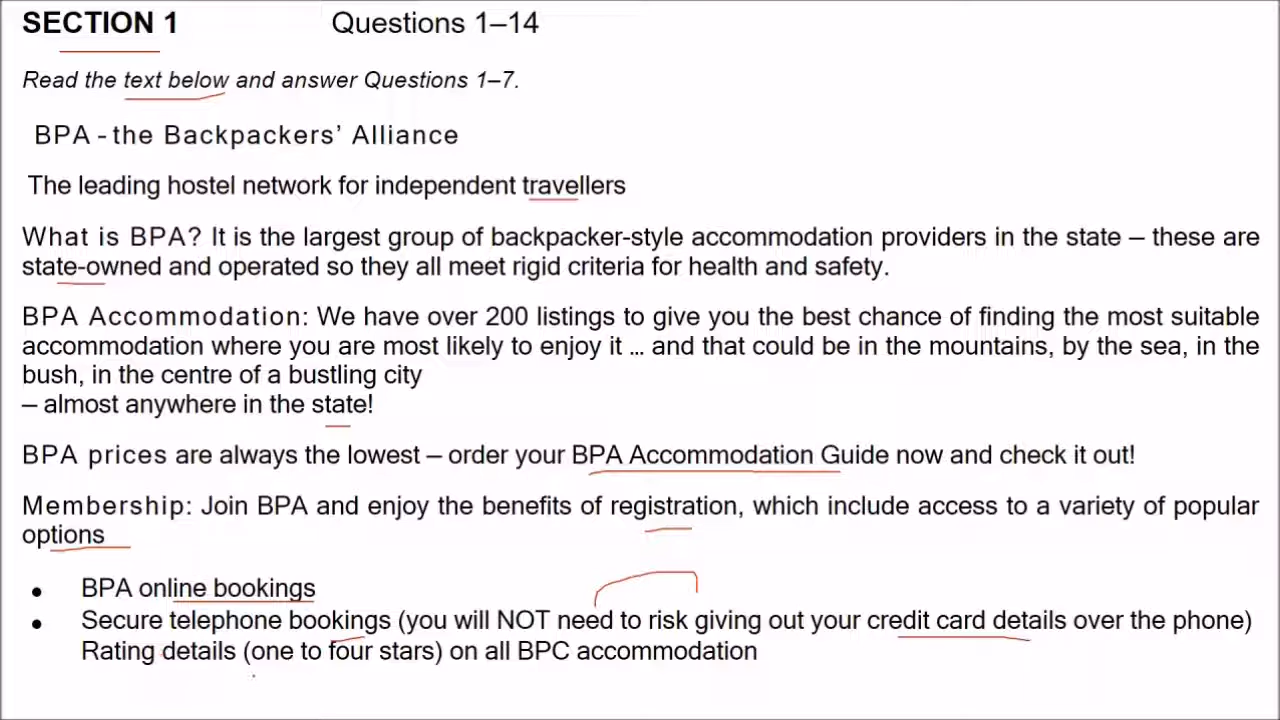 SECTION 1 Questions 1–14
Read the text below and answer Questions 1–7.
BPA - the Backpackers’ Alliance
The leading hostel network for independent travellers
What is BPA? It is the largest group of backpacker-style accommodation providers in the state – these are
state-owned and operated so they all meet rigid criteria for health and safety.
BPA Accommodation: We have over 200 listings to give you the best chance of finding the most suitable
accommodation where you are most likely to enjoy it ... and that could be in the mountains, by the sea, in the
bush, in the centre of a bustling city
– almost anywhere in the state!
BPA prices are always the lowest – order your BPA Accommodation Guide now and check it out!
Membership: Join BPA and enjoy the benefits of registration, which include access to a variety of popular
options
• BPA online bookings
• Secure telephone bookings (you will NOT need to risk giving out your credit card details over the phone)
Rating details (one to four stars) on all BPC accommodation